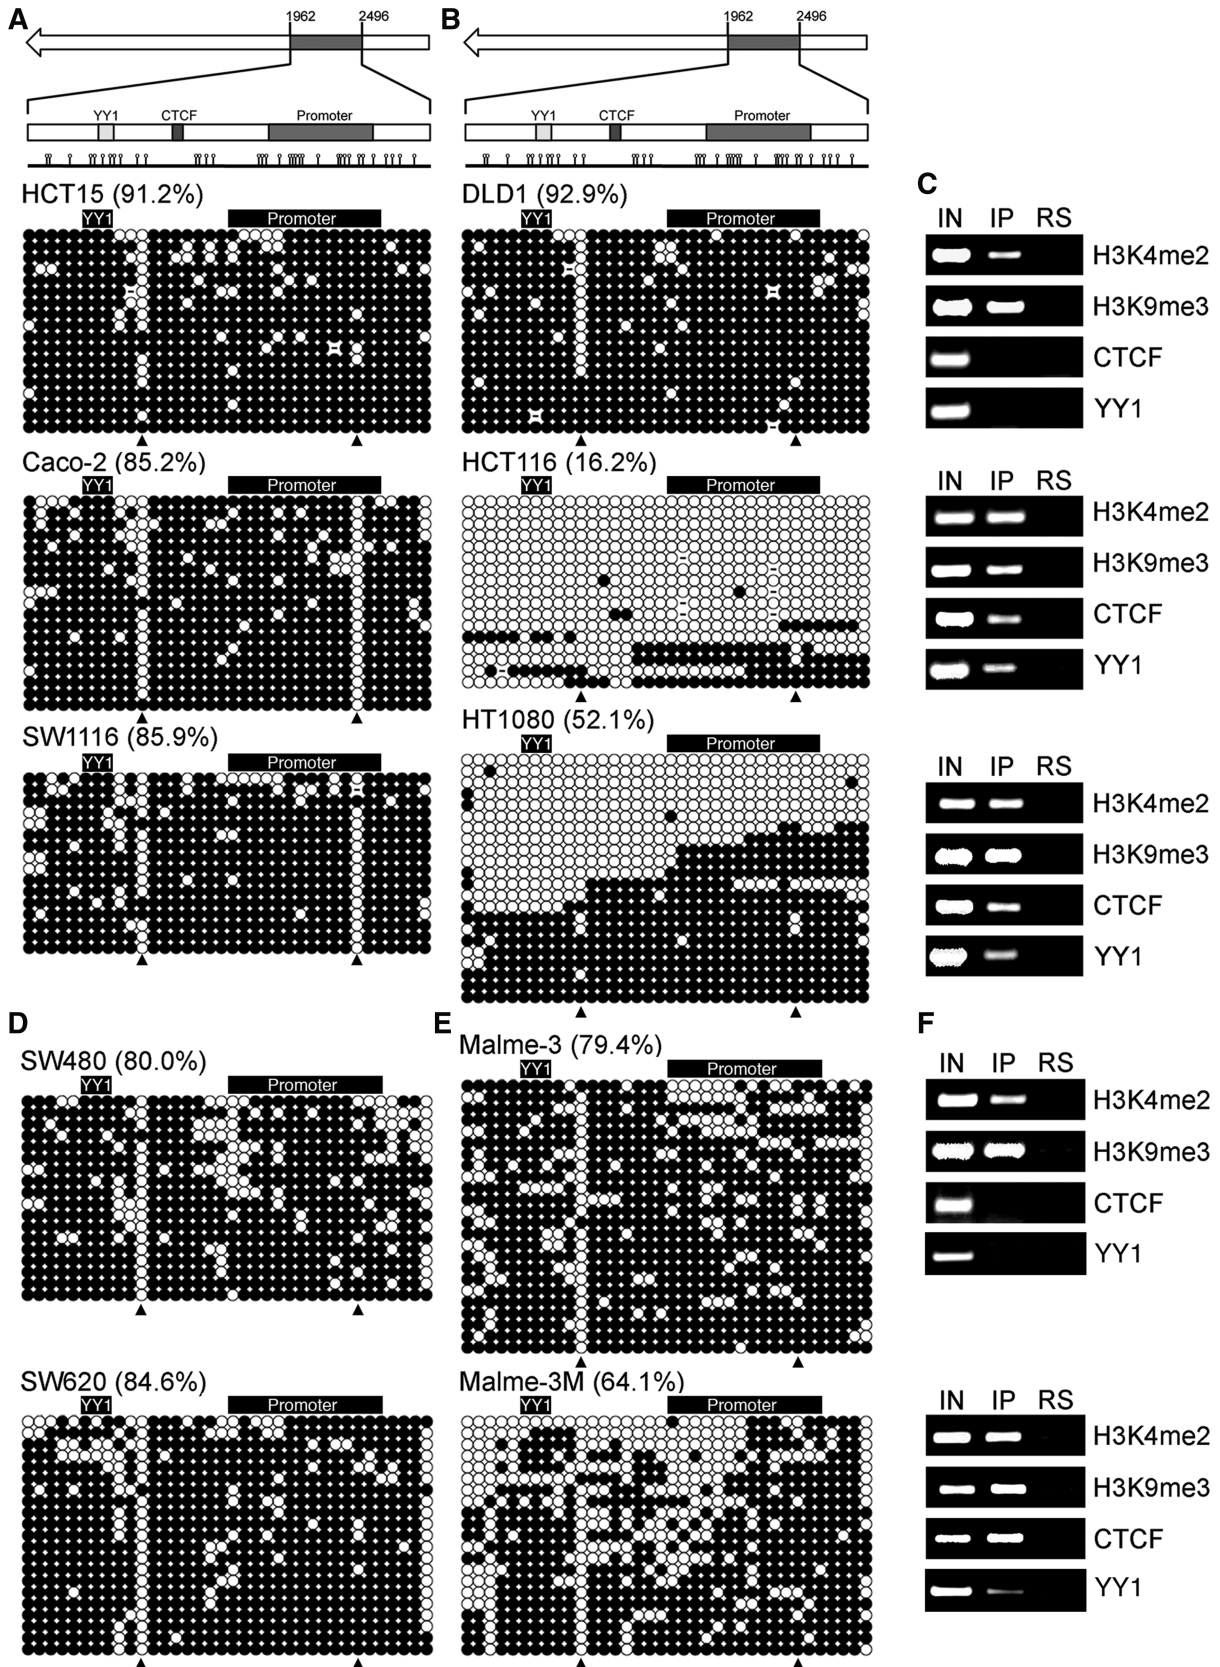 A
1962 2496
YY1 CTCF Promoter
HCT15 (91.2%)
YY1 Promoter
Caco-2 (85.2%)
YY1 Promoter
SW1116 (85.9%)
YY1 Promoter
B
1962 2496
YY1 CTCF Promoter
DLD1 (92.9%)
YY1 Promoter
HCT116 (16.2%)
YY1 Promoter
HT1080 (52.1%)
YY1 Promoter
C
IN IP RS
H3K4me2
H3K9me3
CTCF
YY1
IN IP RS
H3K4me2
H3K9me3
CTCF
YY1
IN IP RS
H3K4me2
H3K9me3
CTCF
YY1
D
SW480 (80.0%)
YY1 Promoter
SW620 (84.6%)
YY1 Promoter
E
Malme-3 (79.4%)
YY1 Promoter
Malme-3M (64.1%)
YY1 Promoter
F
IN IP RS
H3K4me2
H3K9me3
CTCF
YY1
IN IP RS
H3K4me2
H3K9me3
CTCF
YY1